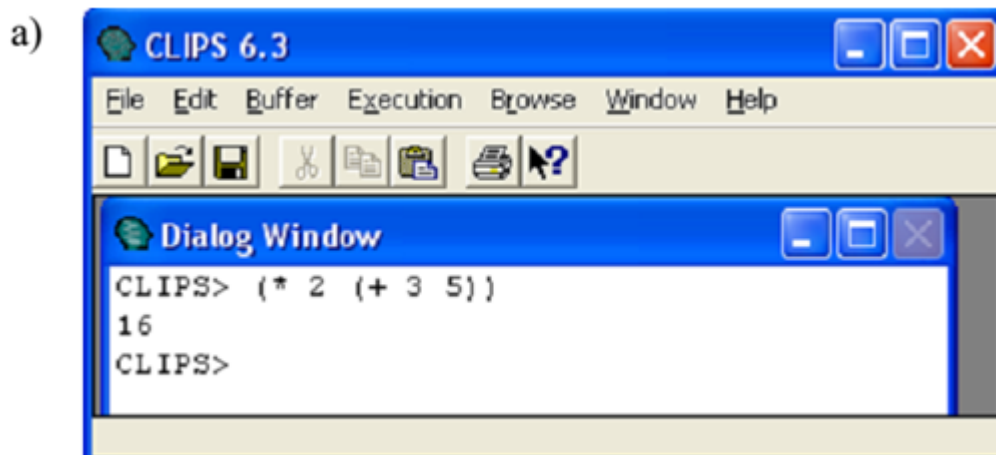 a)
CLIPS 6.3
File Edit Buffer Execution Browse Window Help
Dialog Window
CLIPS> (* 2 (+ 3 5))
16
CLIPS>